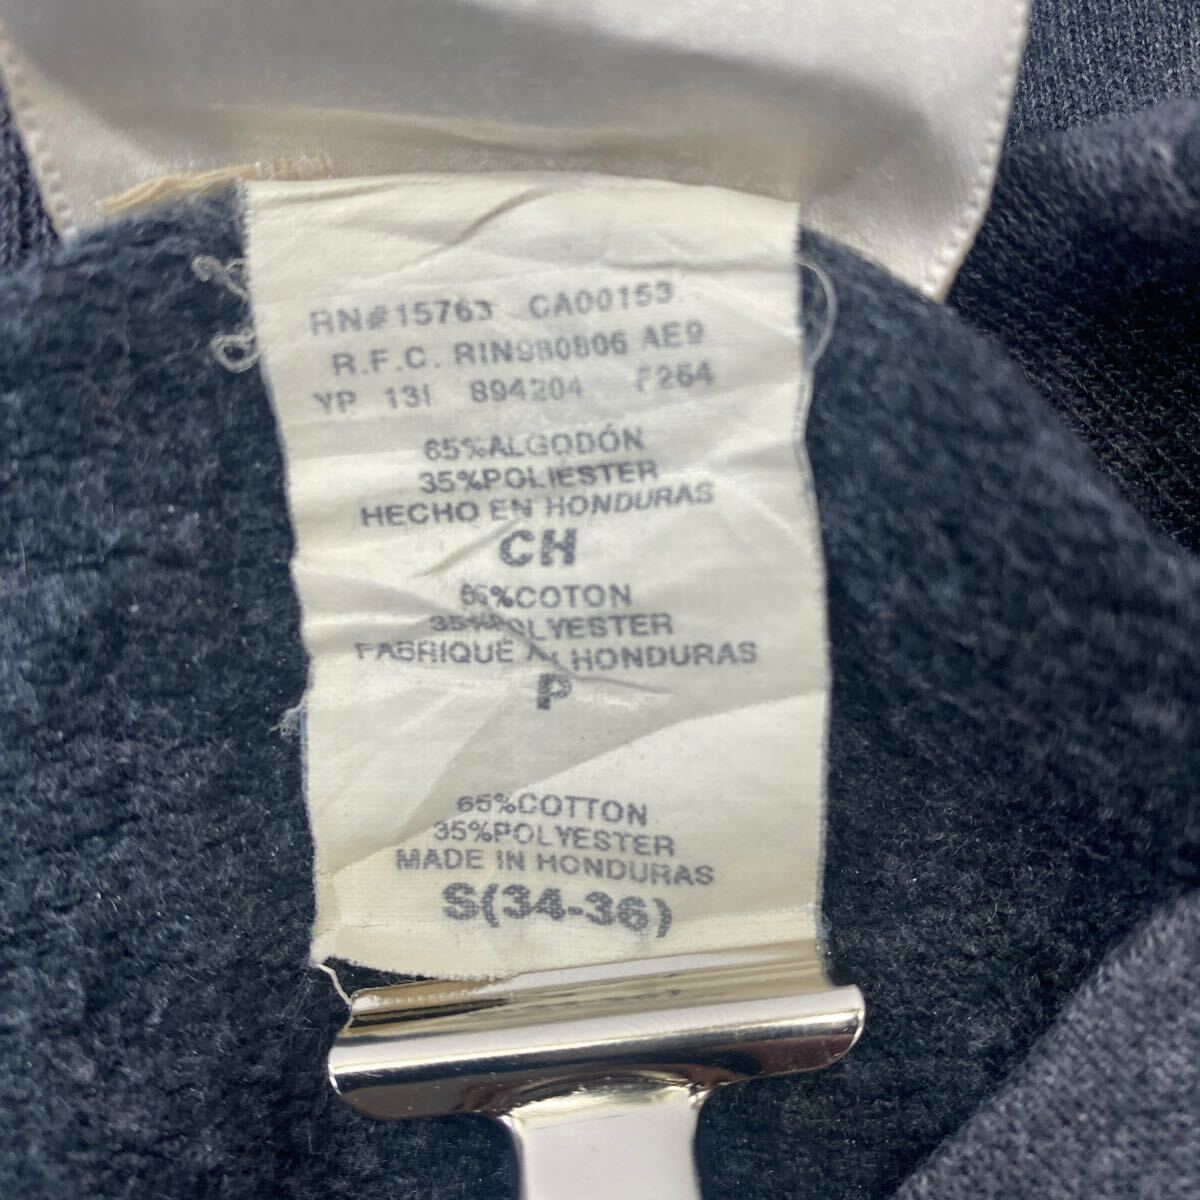 RN#15763 CA00153
R.F.C. RIN980806 AE9
YP 13I 894204 F264
65%ALGODÓN
35%POLIESTER
HECHO EN HONDURAS
CH
65%COTON
35%POLYESTER
FABRIQUÉ AU HONDURAS
P
65%COTTON
35%POLYESTER
MADE IN HONDURAS
S(34-36)